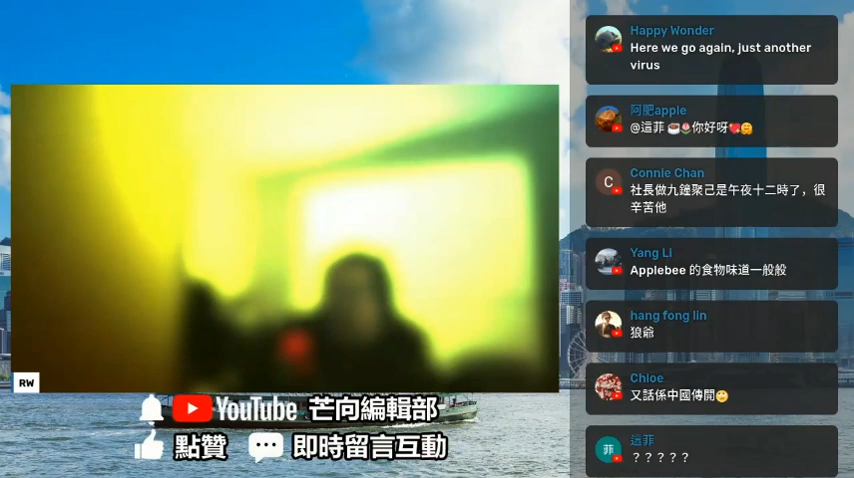 Happy Wonder
Here we go again, just another
virus
阿肥apple
@這菲 ☕🌷你好呀💘🤗
C
Connie Chan
社長做九鐘聚己是午夜十二時了，很
辛苦他
Yang Li
Applebee 的食物味道一般般
hang fong lin
狼爺
Chloe
又話係中國傳開🙄
菲
這菲
？？？？？
RW
YouTube 芒向編輯部
點贊 即時留言互動